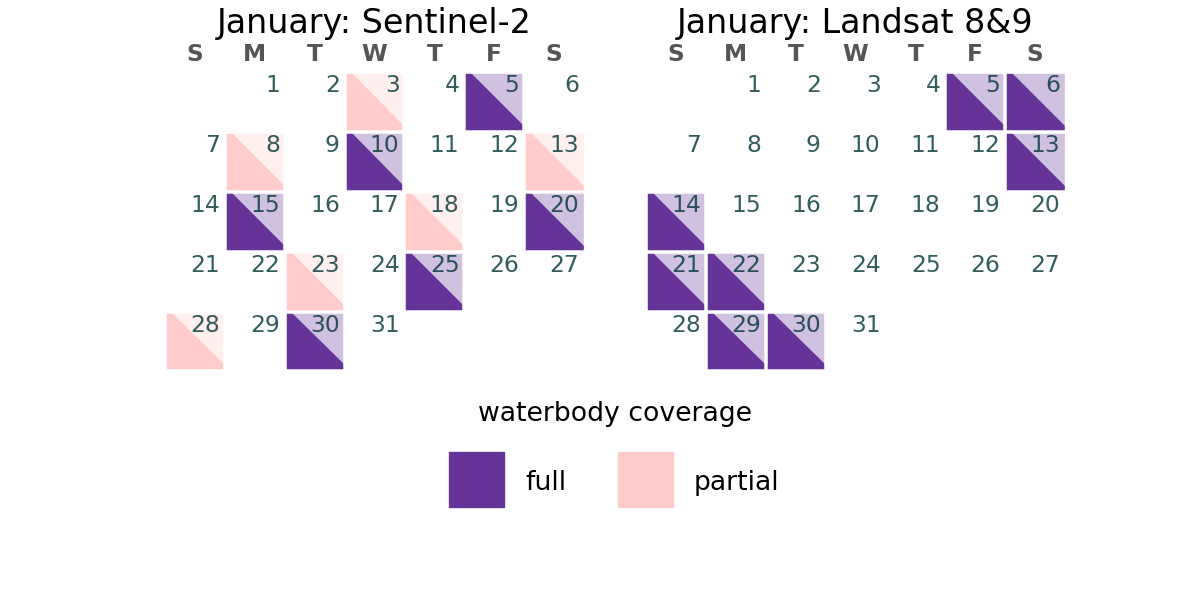 January: Sentinel-2
S M T W T F S
1 2 3 4 5 6
7 8 9 10 11 12 13
14 15 16 17 18 19 20
21 22 23 24 25 26 27
28 29 30 31
January: Landsat 8&9
S M T W T F S
1 2 3 4 5 6
7 8 9 10 11 12 13
14 15 16 17 18 19 20
21 22 23 24 25 26 27
28 29 30 31
waterbody coverage
full partial